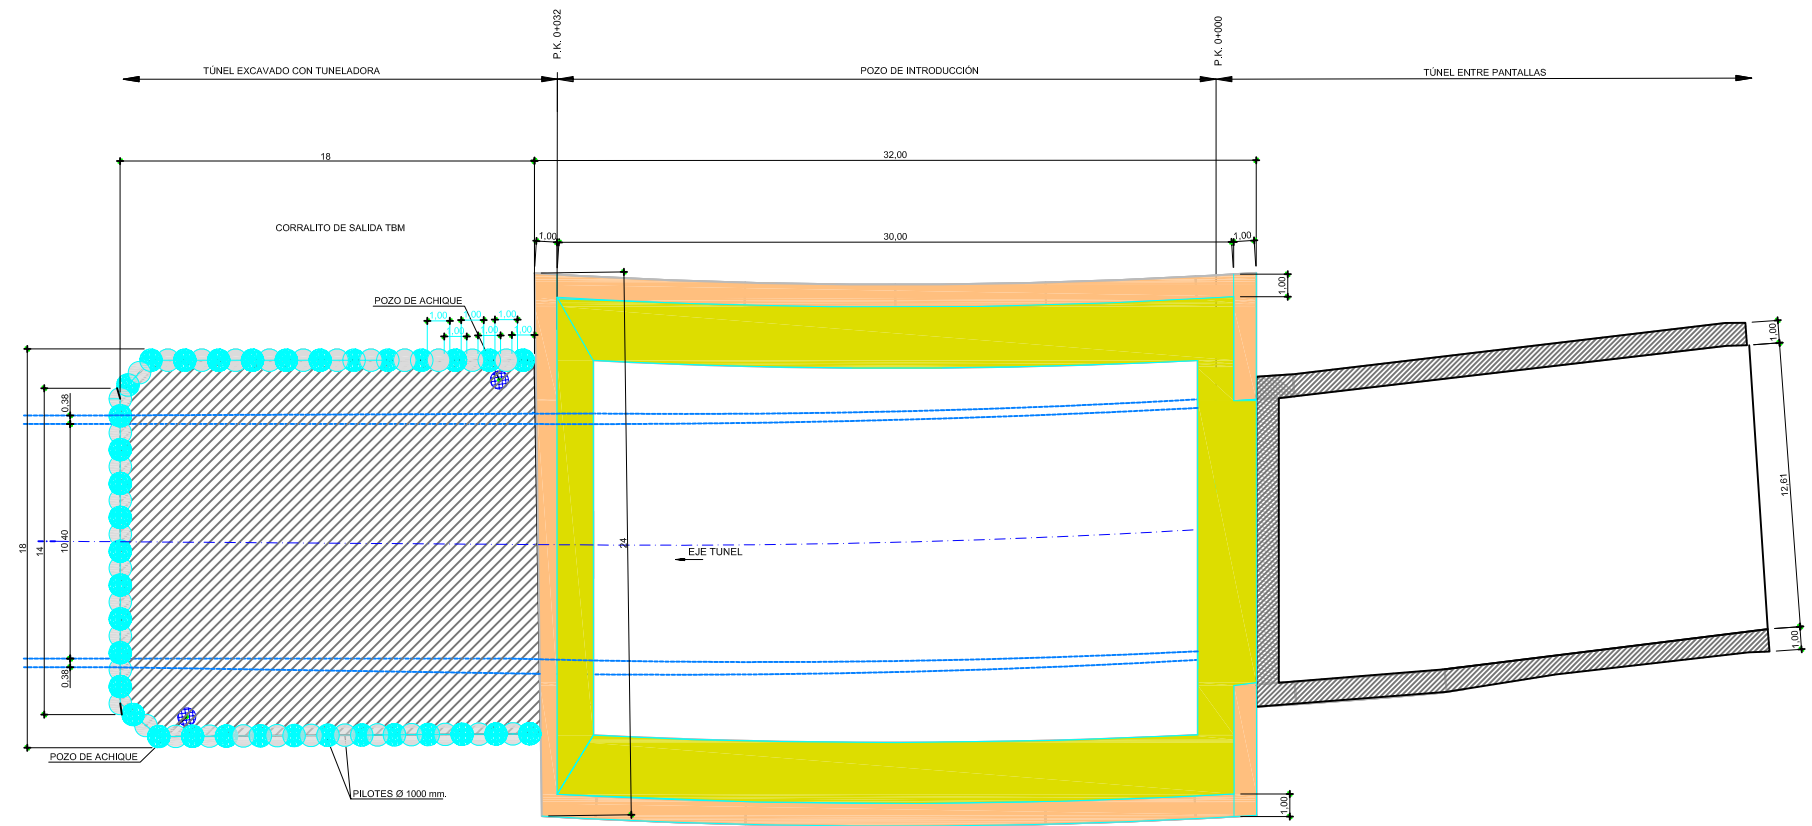 P.K. 0+032
P.K. 0+000
TÚNEL EXCAVADO CON TUNELADORA
POZO DE INTRODUCCIÓN
TÚNEL ENTRE PANTALLAS
18
32,00
CORRALITO DE SALIDA TBM
1,00
30,00
1,00
1,00
POZO DE ACHIQUE
1,00
1,00
1,00
1,00
1,00
1,00
1,00
0,38
12,61
18
14
10,40
24
EJE TUNEL
1,00
0,38
POZO DE ACHIQUE
PILOTES Ø 1000 mm.
1,00